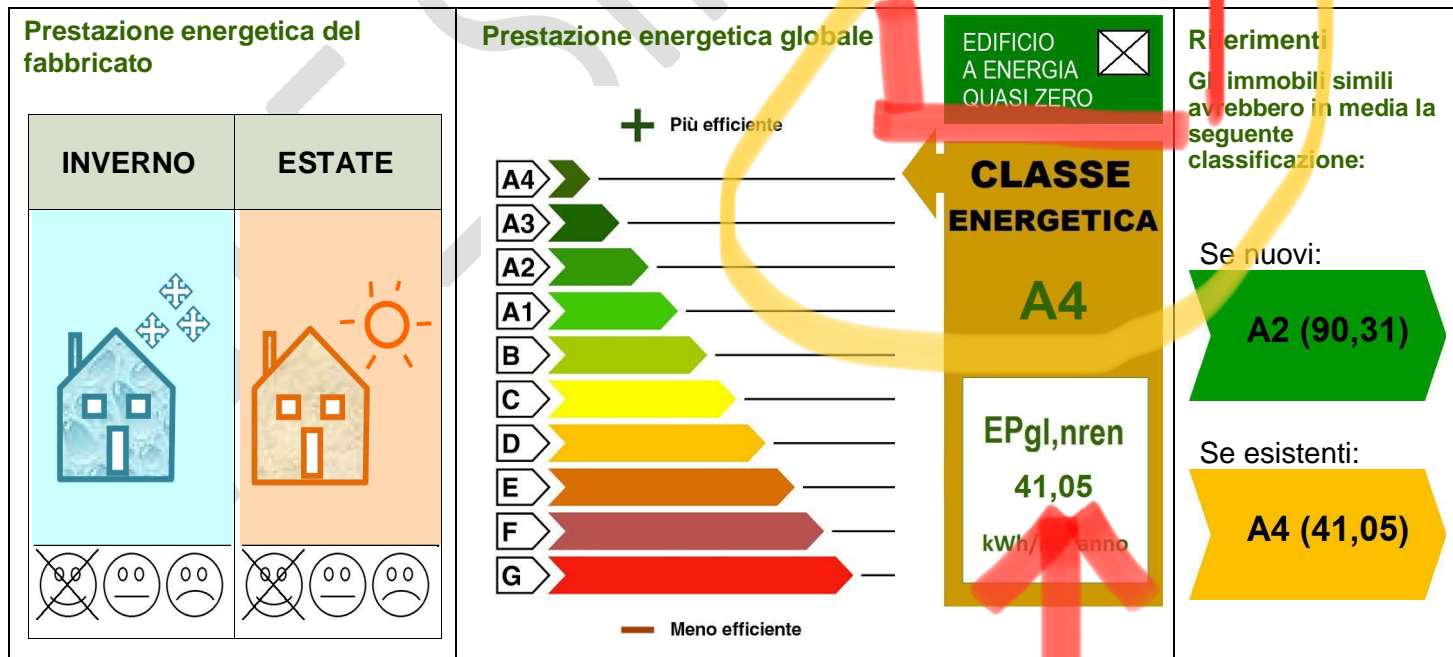 Prestazione energetica del
fabbricato
INVERNO
ESTATE
Prestazione energetica globale
+ Più efficiente
A4
A3
A2
A1
B
C
D
E
F
G
— Meno efficiente
EDIFICIO
A ENERGIA
QUASI ZERO
CLASSE
ENERGETICA
A4
EPgl,nren
41,05
anno
Riferimenti
Gli immobili simili
avrebbero in media la
seguente
classificazione:
Se nuovi:
A2 (90,31)
Se esistenti:
A4 (41,05)